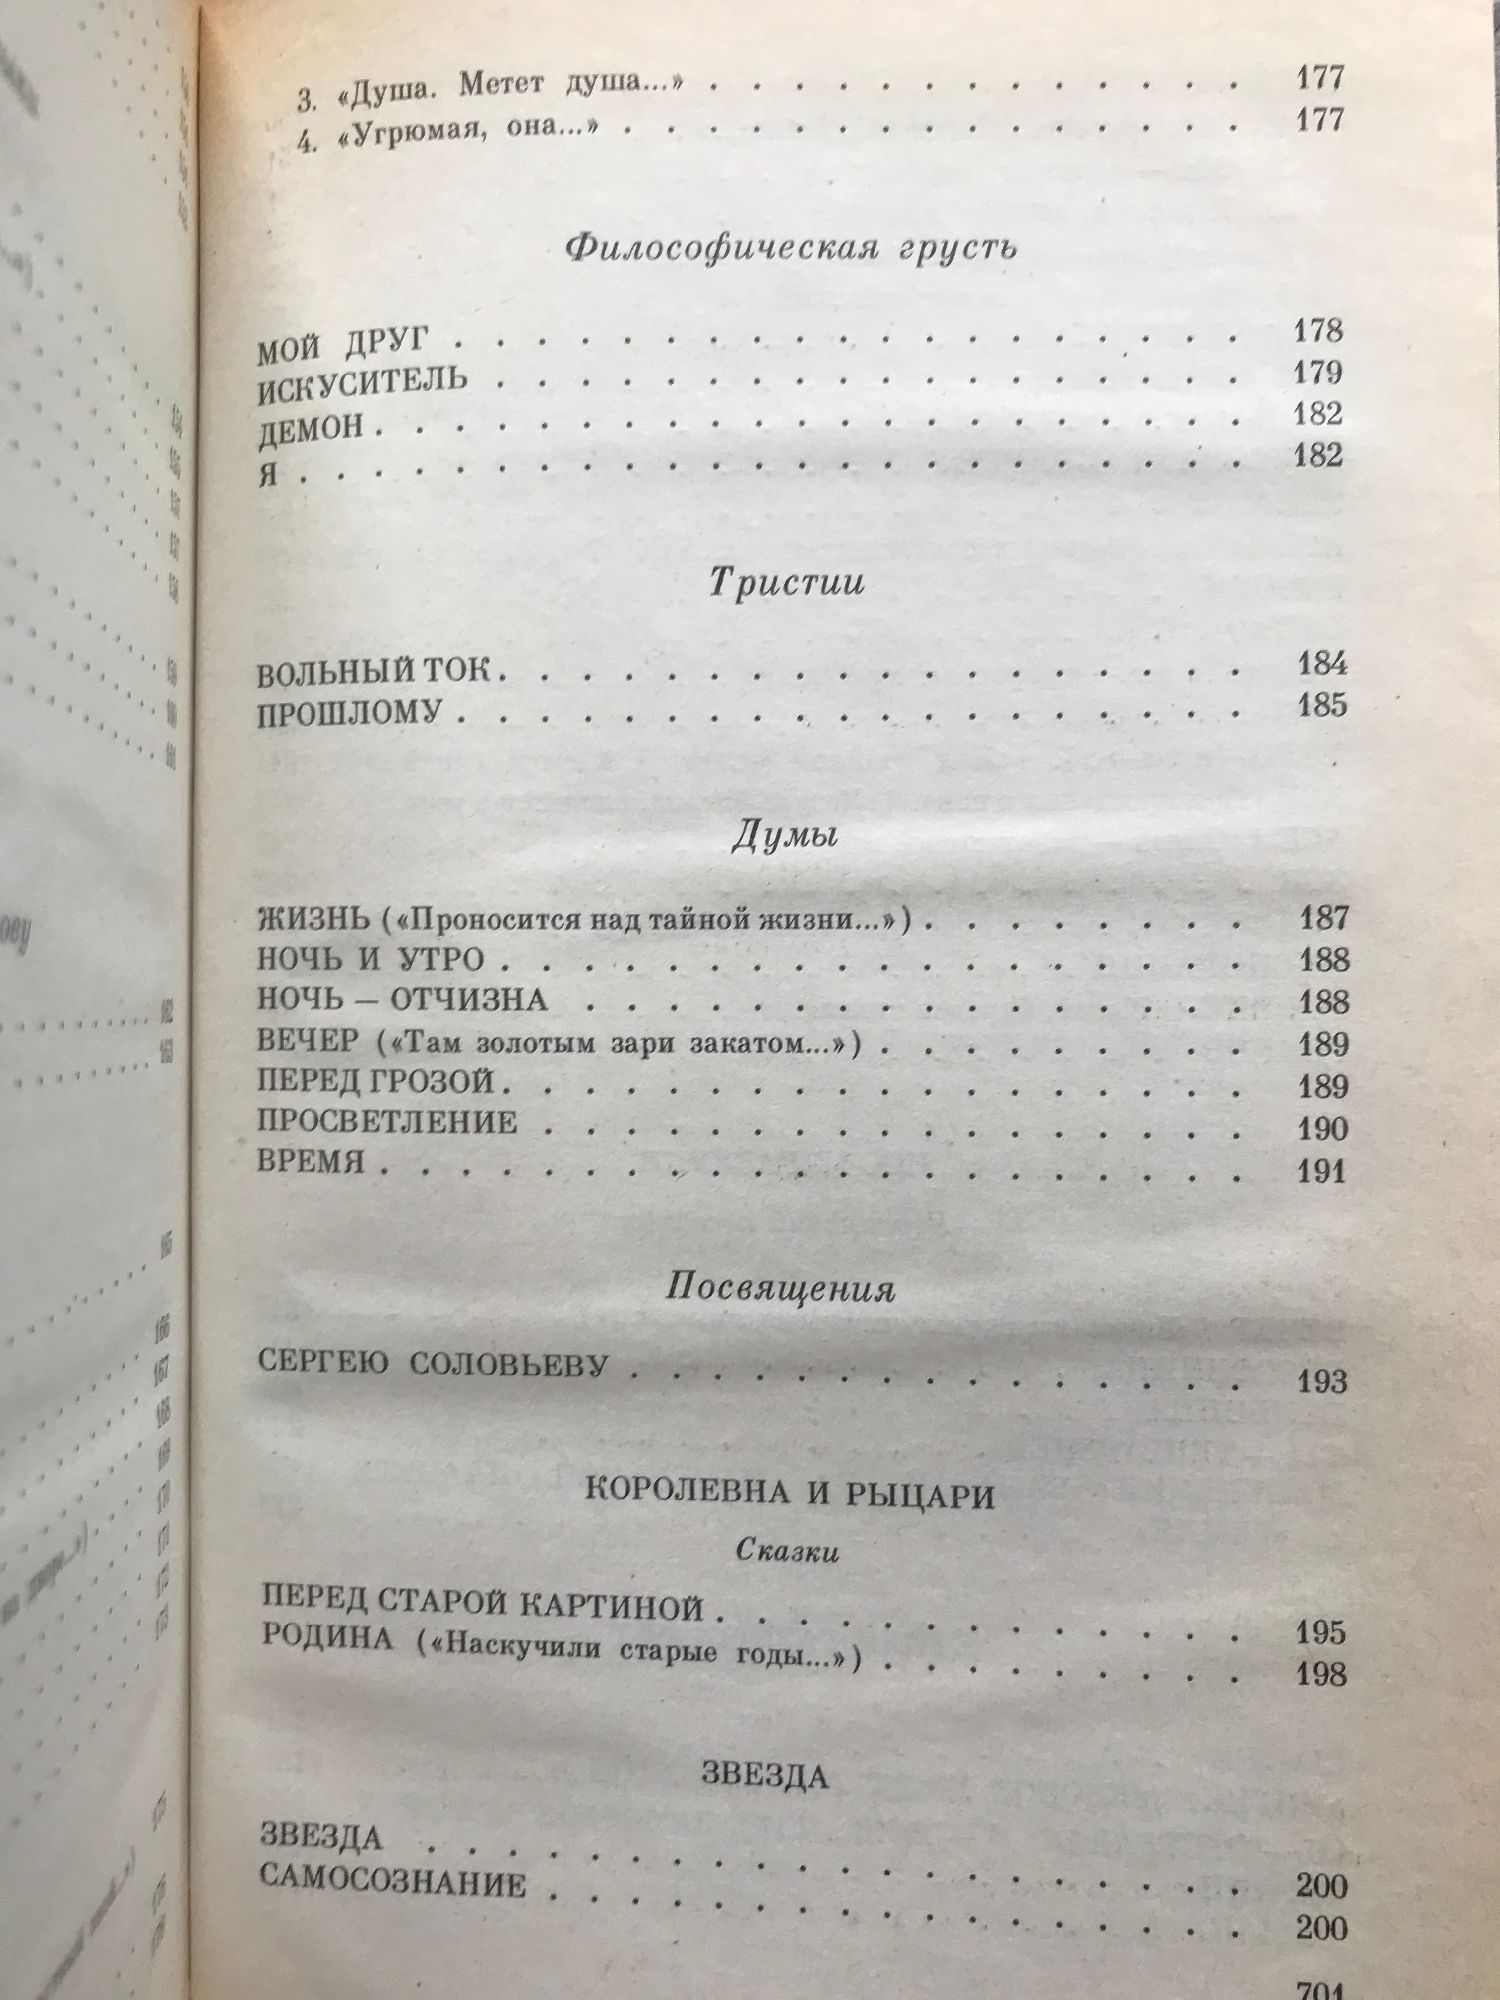 3. «Душа. Метет душа...» . . . . . . . . . . . . . 177
4. «Угрюмая, она...» . . . . . . . . . . . . . . . 177
Философическая грусть
МОЙ ДРУГ . . . . . . . . . . . . . . . . . . . 178
ИСКУСИТЕЛЬ . . . . . . . . . . . . . . . . . . 179
ДЕМОН . . . . . . . . . . . . . . . . . . . . . 182
Я . . . . . . . . . . . . . . . . . . . . . . . 182
Тристии
ВОЛЬНЫЙ ТОК . . . . . . . . . . . . . . . . . . 184
ПРОШЛОМУ . . . . . . . . . . . . . . . . . . . 185
Думы
ЖИЗНЬ («Проносится над тайной жизни...») . . . . . . . . 187
НОЧЬ И УТРО . . . . . . . . . . . . . . . . . . 188
НОЧЬ — ОТЧИЗНА . . . . . . . . . . . . . . . . 188
ВЕЧЕР («Там золотым зари закатом...») . . . . . . . . . 189
ПЕРЕД ГРОЗОЙ . . . . . . . . . . . . . . . . . . 189
ПРОСВЕТЛЕНИЕ . . . . . . . . . . . . . . . . . 190
ВРЕМЯ . . . . . . . . . . . . . . . . . . . . . 191
Посвящения
СЕРГЕЮ СОЛОВЬЕВУ . . . . . . . . . . . . . . . 193
КОРОЛЕВНА И РЫЦАРИ
Сказки
ПЕРЕД СТАРОЙ КАРТИНОЙ . . . . . . . . . . . . . 195
РОДИНА («Наскучили старые годы...») . . . . . . . . . 198
ЗВЕЗДА
ЗВЕЗДА . . . . . . . . . . . . . . . . . . . . 200
САМОСОЗНАНИЕ . . . . . . . . . . . . . . . . . 200
701